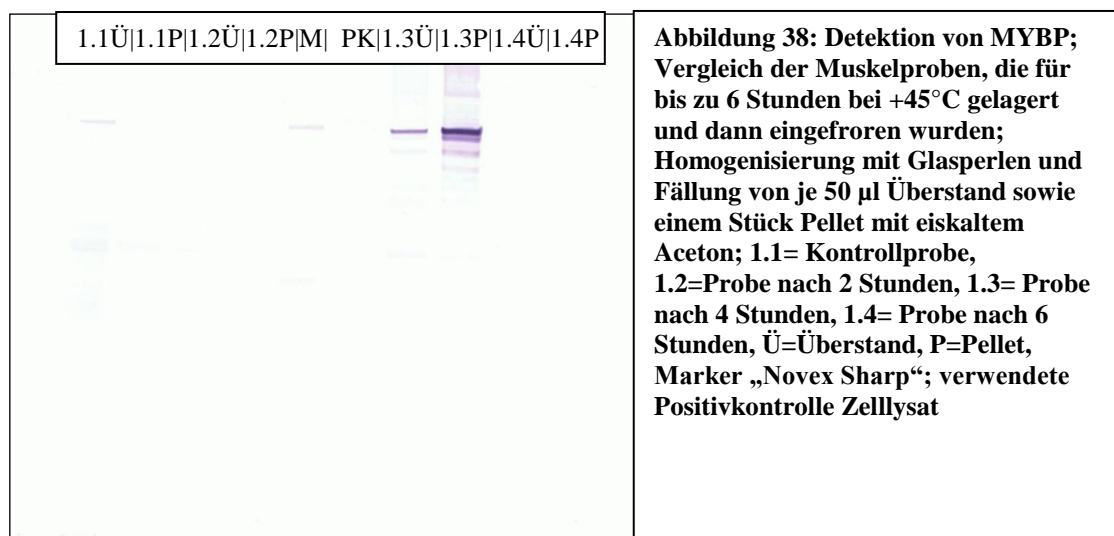 1.1Ü|1.1P|1.2Ü|1.2P|M| PK|1.3Ü|1.3P|1.4Ü|1.4P
Abbildung 38: Detektion von MYBP;
Vergleich der Muskelproben, die für
bis zu 6 Stunden bei +45°C gelagert
und dann eingefroren wurden;
Homogenisierung mit Glasperlen und
Fällung von je 50 µl Überstand sowie
einem Stück Pellet mit eiskaltem
Aceton; 1.1= Kontrollprobe,
1.2=Probe nach 2 Stunden, 1.3= Probe
nach 4 Stunden, 1.4= Probe nach 6
Stunden, Ü=Überstand, P=Pellet,
Marker „Novex Sharp“; verwendete
Positivkontrolle Zelllysat